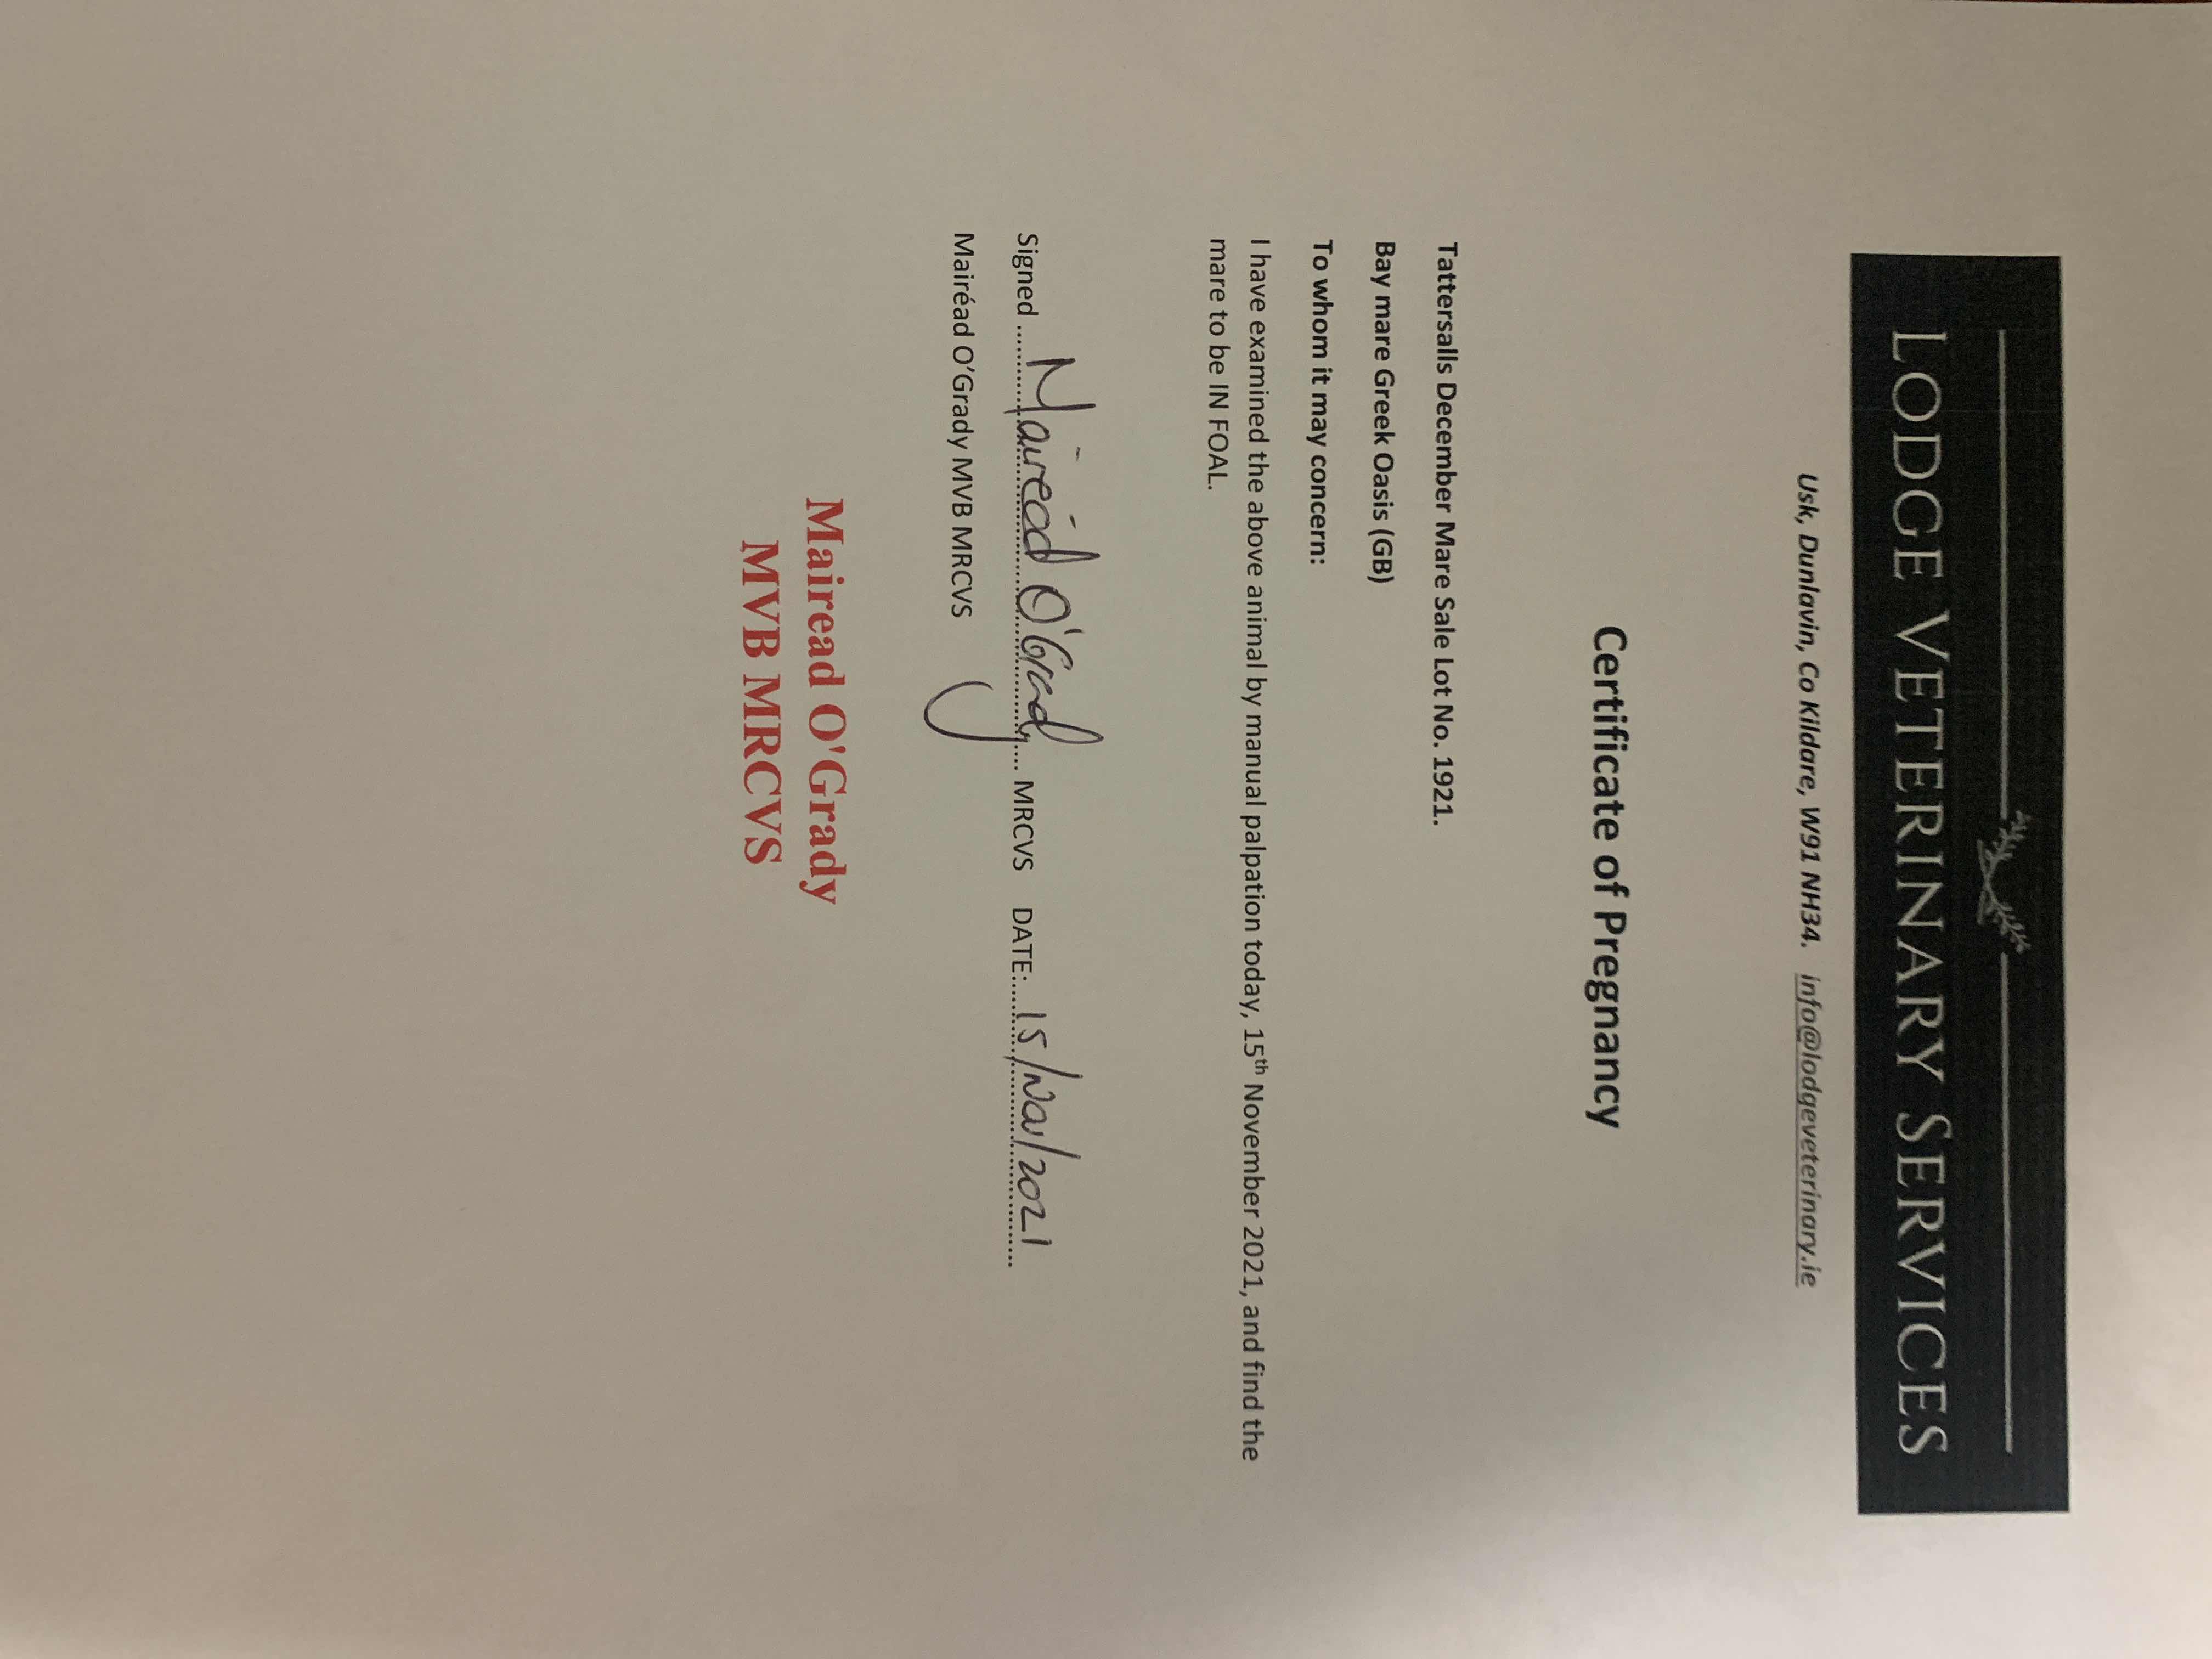 LODGE VETERINARY SERVICES
Usk, Dunlavin, Co Kildare, W91 NH34. info@lodgeveterinary.ie
Certificate of Pregnancy
Tattersalls December Mare Sale Lot No. 1921.
Bay mare Greek Oasis (GB)
To whom it may concern:
I have examined the above animal by manual palpation today, 15th November 2021, and find the
mare to be IN FOAL.
Signed ........ Mairéad O'Grady ... MRCVS DATE:...... 15/Nov/2021 ......
Mairéad O'Grady MVB MRCVS
Mairead O'Grady
MVB MRCVS